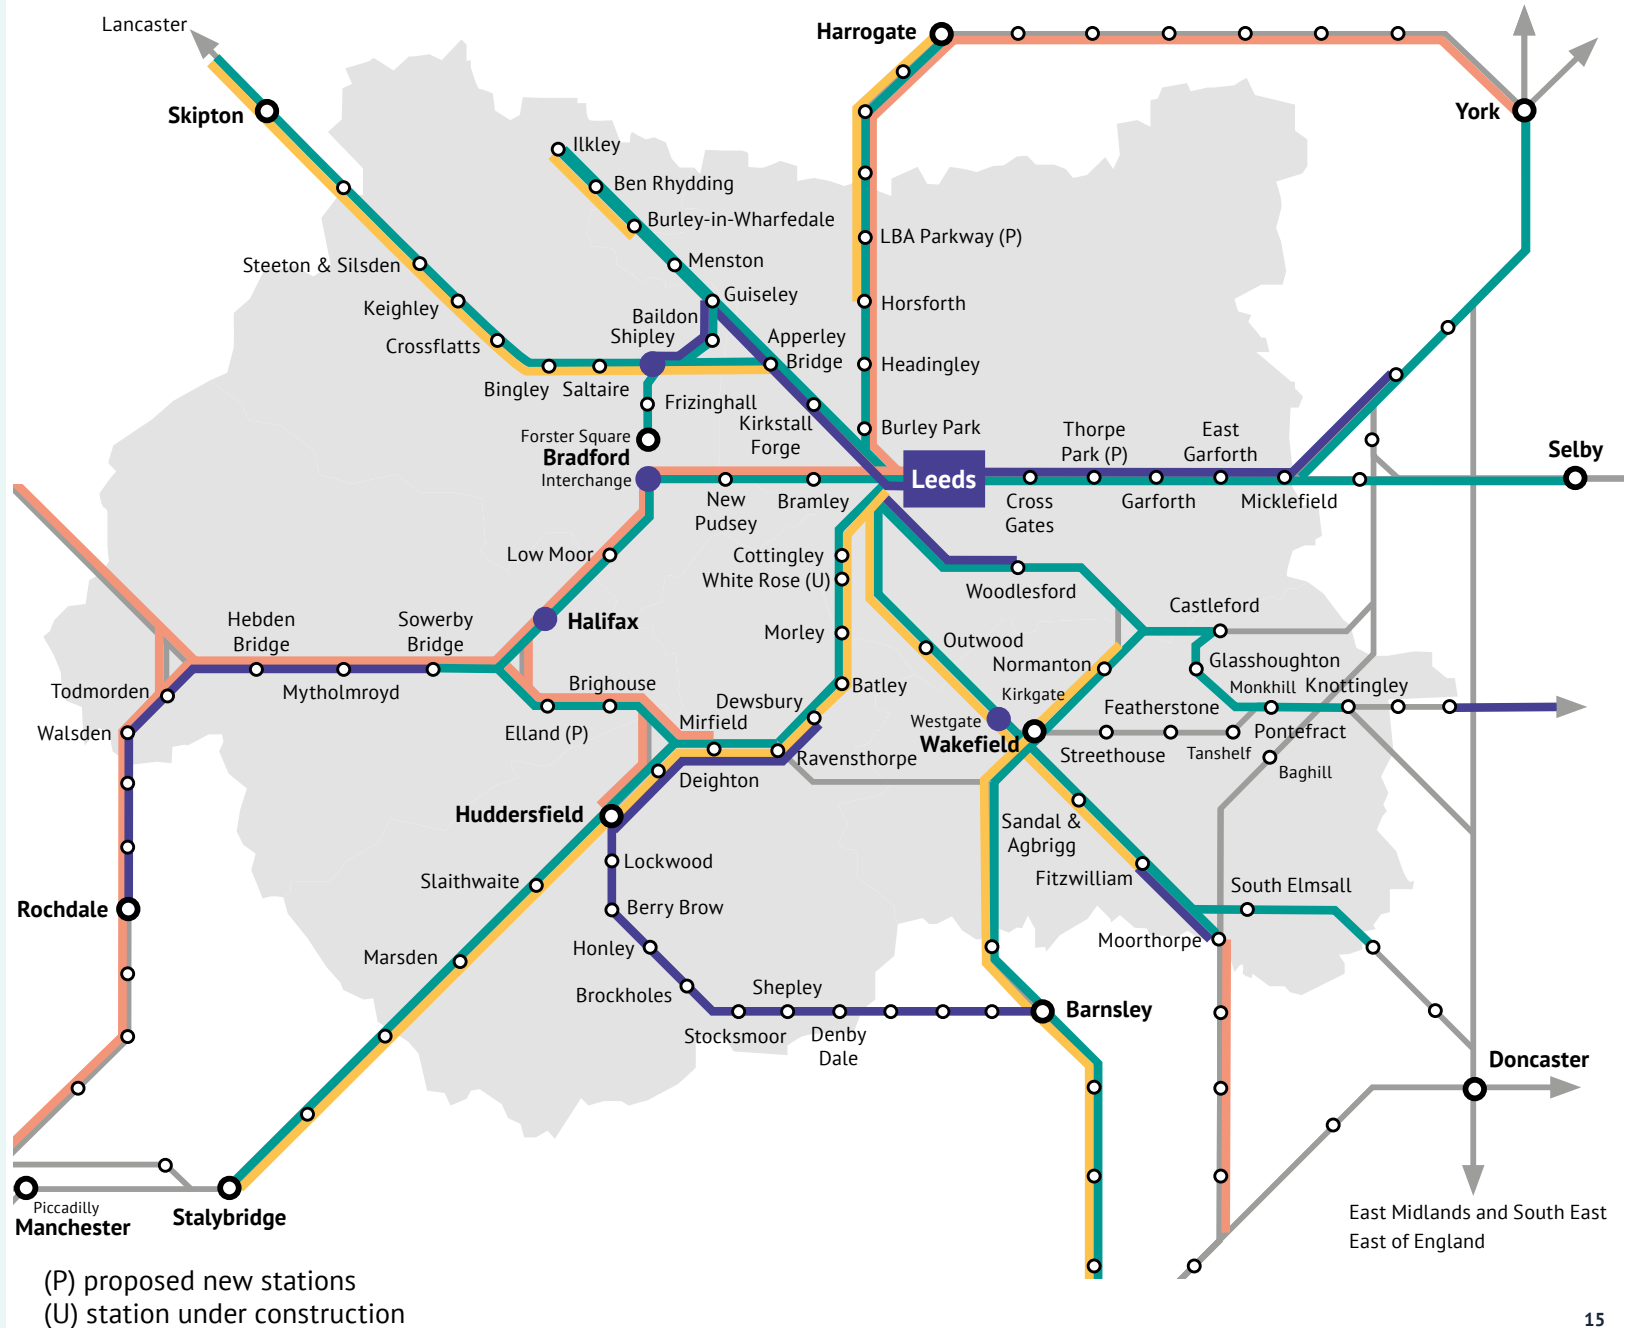 Lancaster
Harrogate
Skipton
York
Ilkley
Ben Rhydding
Burley-in-Wharfedale
LBA Parkway (P)
Menston
Steeton & Silsden
Guiseley
Keighley
Horsforth
Baildon
Shipley
Crossflatts
Apperley
Bridge
Headingley
Bingley
Saltaire
Frizinghall
Kirkstall
Forge
Burley Park
Thorpe
Park (P)
East
Garforth
Forster Square
Bradford
Interchange
Selby
Leeds
New
Pudsey
Bramley
Cross
Gates
Garforth
Micklefield
Low Moor
Cottingley
White Rose (U)
Woodlesford
Castleford
Hebden
Bridge
Sowerby
Bridge
Halifax
Morley
Outwood
Normanton
Glasshoughton
Todmorden
Mytholmroyd
Brighouse
Batley
Kirkgate
Monkhill
Knottingley
Dewsbury
Mirfield
Westgate
Wakefield
Featherstone
Walsden
Elland (P)
Ravensthorpe
Streethouse
Tanshelf
Pontefract
Baghill
Deighton
Huddersfield
Sandal &
Agbrigg
Lockwood
Fitzwilliam
Slaithwaite
South Elmsall
Rochdale
Berry Brow
Honley
Moorthorpe
Marsden
Brockholes
Shepley
Stocksmoor
Denby
Dale
Barnsley
Doncaster
Piccadilly
Manchester
Stalybridge
East Midlands and South East
East of England
(P) proposed new stations
(U) station under construction
15